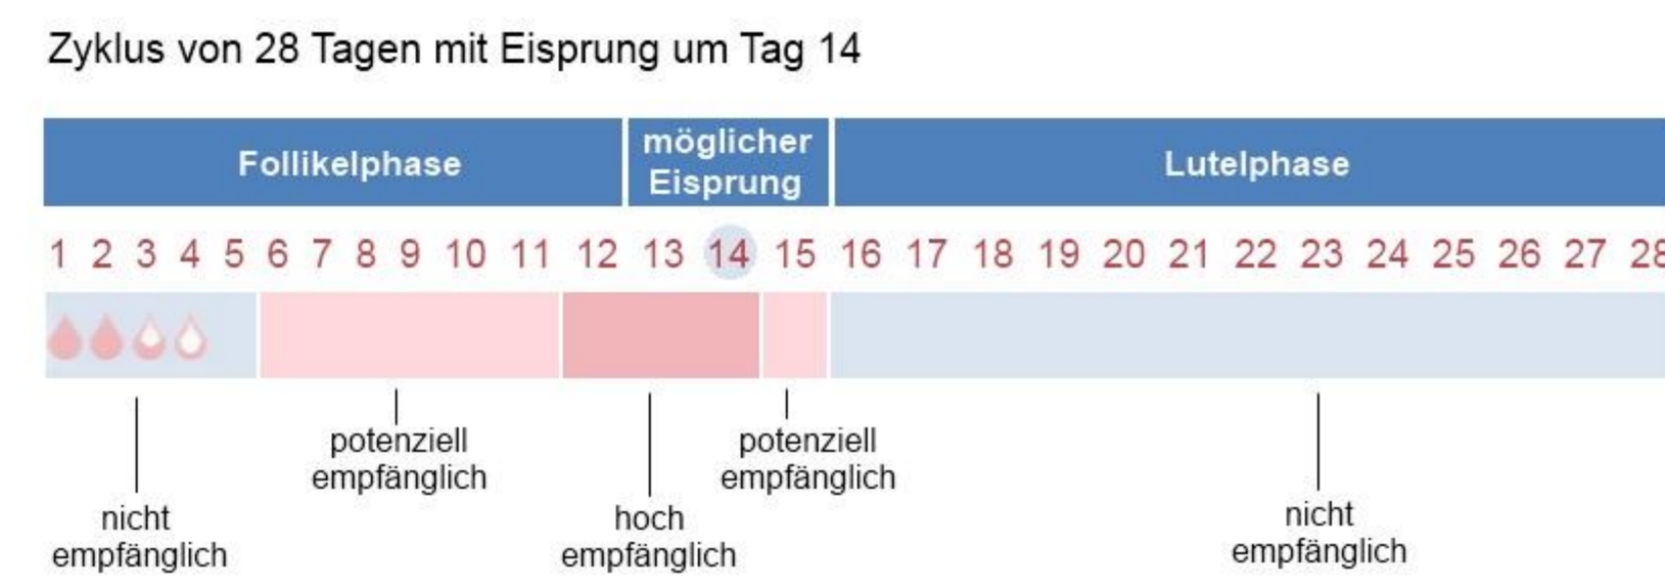 Zyklus von 28 Tagen mit Eisprung um Tag 14
Follikelphase
möglicher
Eisprung
Lutelphase
1 2 3 4 5 6 7 8 9 10 11 12 13 14 15 16 17 18 19 20 21 22 23 24 25 26 27 28
potenziell
empfänglich
potenziell
empfänglich
nicht
empfänglich
hoch
empfänglich
nicht
empfänglich